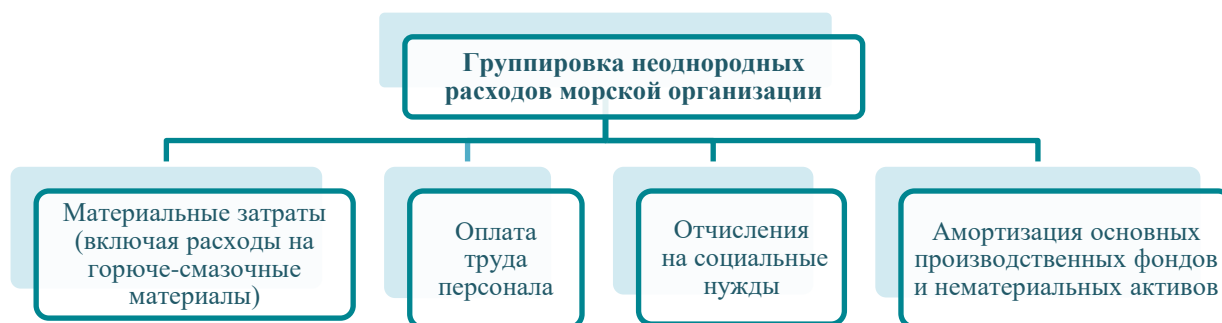 Группировка неоднородных
расходов морской организации
Материальные затраты
(включая расходы на
горюче-смазочные
материалы)
Оплата
труда
персонала
Отчисления
на социальные
нужды
Амортизация основных
производственных фондов
и нематериальных активов